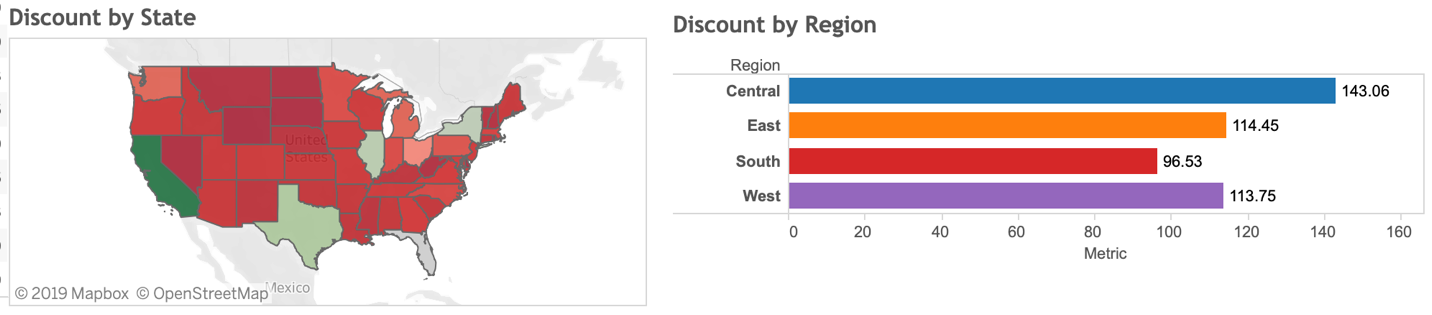 Discount by State
United
States
Mexico
© 2019 Mapbox © OpenStreetMap
Discount by Region
Region
Central 143.06
East 114.45
South 96.53
West 113.75
0 20 40 60 80 100 120 140 160
Metric